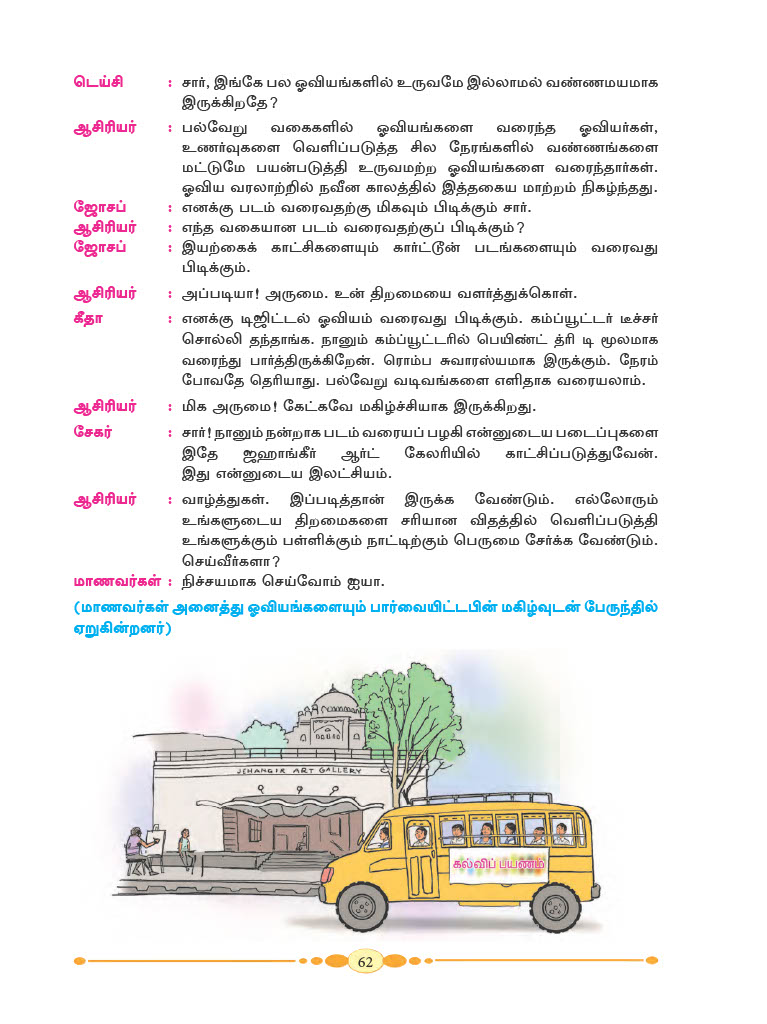 டெய்சி : சார், இங்கே பல ஓவியங்களில் உருவமே இல்லாமல் வண்ணமயமாக
இருக்கிறதே?
ஆசிரியர் : பல்வேறு வகைகளில் ஓவியங்களை வரைந்த ஓவியர்கள்,
உணர்வுகளை வெளிப்படுத்த சில நேரங்களில் வண்ணங்களை
மட்டுமே பயன்படுத்தி உருவமற்ற ஓவியங்களை வரைந்தார்கள்.
ஓவிய வரலாற்றில் நவீன காலத்தில் இத்தகைய மாற்றம் நிகழ்ந்தது.
ஜோசப் : எனக்கு படம் வரைவதற்கு மிகவும் பிடிக்கும் சார்.
ஆசிரியர் : எந்த வகையான படம் வரைவதற்குப் பிடிக்கும்?
ஜோசப் : இயற்கைக் காட்சிகளையும் கார்ட்டூன் படங்களையும் வரைவது
பிடிக்கும்.
ஆசிரியர் : அப்படியா! அருமை. உன் திறமையை வளர்த்துக்கொள்.
கீதா : எனக்கு டிஜிட்டல் ஓவியம் வரைவது பிடிக்கும். கம்ப்யூட்டர் டீச்சர்
சொல்லி தந்தாங்க. நானும் கம்ப்யூட்டரில் பெயிண்ட் த்ரி டி மூலமாக
வரைந்து பார்த்திருக்கிறேன். ரொம்ப சுவாரஸ்யமாக இருக்கும். நேரம்
போவதே தெரியாது. பல்வேறு வடிவங்களை எளிதாக வரையலாம்.
ஆசிரியர் : மிக அருமை! கேட்கவே மகிழ்ச்சியாக இருக்கிறது.
சேகர் : சார்! நானும் நன்றாக படம் வரையப் பழகி என்னுடைய படைப்புகளை
இதே ஜஹாங்கீர் ஆர்ட் கேலரியில் காட்சிப்படுத்துவேன்.
இது என்னுடைய இலட்சியம்.
ஆசிரியர் : வாழ்த்துகள். இப்படித்தான் இருக்க வேண்டும். எல்லோரும்
உங்களுடைய திறமைகளை சரியான விதத்தில் வெளிப்படுத்தி
உங்களுக்கும் பள்ளிக்கும் நாட்டிற்கும் பெருமை சேர்க்க வேண்டும்.
செய்வீர்களா?
மாணவர்கள் : நிச்சயமாக செய்வோம் ஐயா.
(மாணவர்கள் அனைத்து ஓவியங்களையும் பார்வையிட்டபின் மகிழ்வுடன் பேருந்தில்
ஏறுகின்றனர்)
JEHANGIR ART GALLERY
கல்விப் பயணம்
62